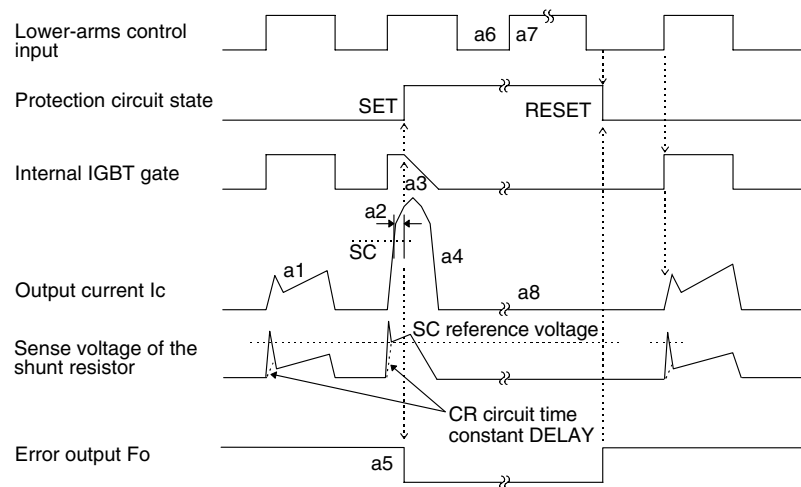 Lower-arms control
input
a6
a7
Protection circuit state
SET
RESET
Internal IGBT gate
a3
a2
SC
a4
a1
Output current Ic
a8
SC reference voltage
Sense voltage of the
shunt resistor
CR circuit time
constant DELAY
Error output Fo
a5